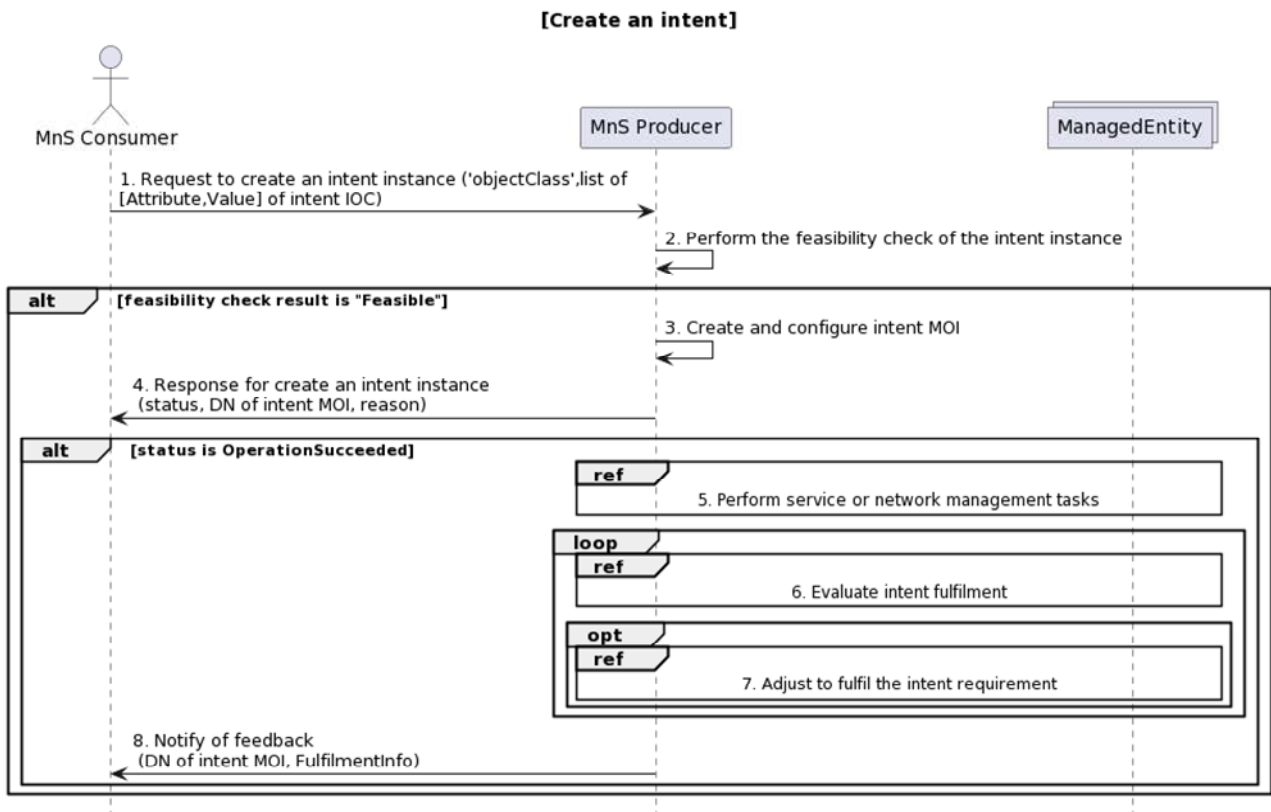 [Create an intent]
MnS Consumer
MnS Producer
ManagedEntity
1. Request to create an intent instance ('objectClass',list of
[Attribute,Value] of intent IOC)
2. Perform the feasibility check of the intent instance
alt
[feasibility check result is "Feasible"]
3. Create and configure intent MOI
4. Response for create an intent instance
(status, DN of intent MOI, reason)
alt
[status is OperationSucceeded]
ref
5. Perform service or network management tasks
loop
ref
6. Evaluate intent fulfilment
opt
ref
7. Adjust to fulfil the intent requirement
8. Notify of feedback
(DN of intent MOI, FulfilmentInfo)